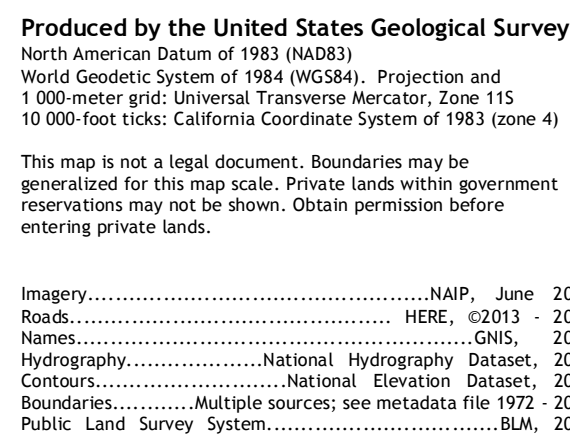 Produced by the United States Geological Survey
North American Datum of 1983 (NAD83)
World Geodetic System of 1984 (WGS84). Projection and
1 000-meter grid: Universal Transverse Mercator, Zone 11S
10 000-foot ticks: California Coordinate System of 1983 (zone 4)
This map is not a legal document. Boundaries may be
generalized for this map scale. Private lands within government
reservations may not be shown. Obtain permission before
entering private lands.
Imagery..................................................NAIP, June 20
Roads.............................................. HERE, ©2013 - 20
Names..........................................................GNIS, 20
Hydrography....................National Hydrography Dataset, 20
Contours............................National Elevation Dataset, 20
Boundaries............Multiple sources; see metadata file 1972 - 20
Public Land Survey System..................................BLM, 20